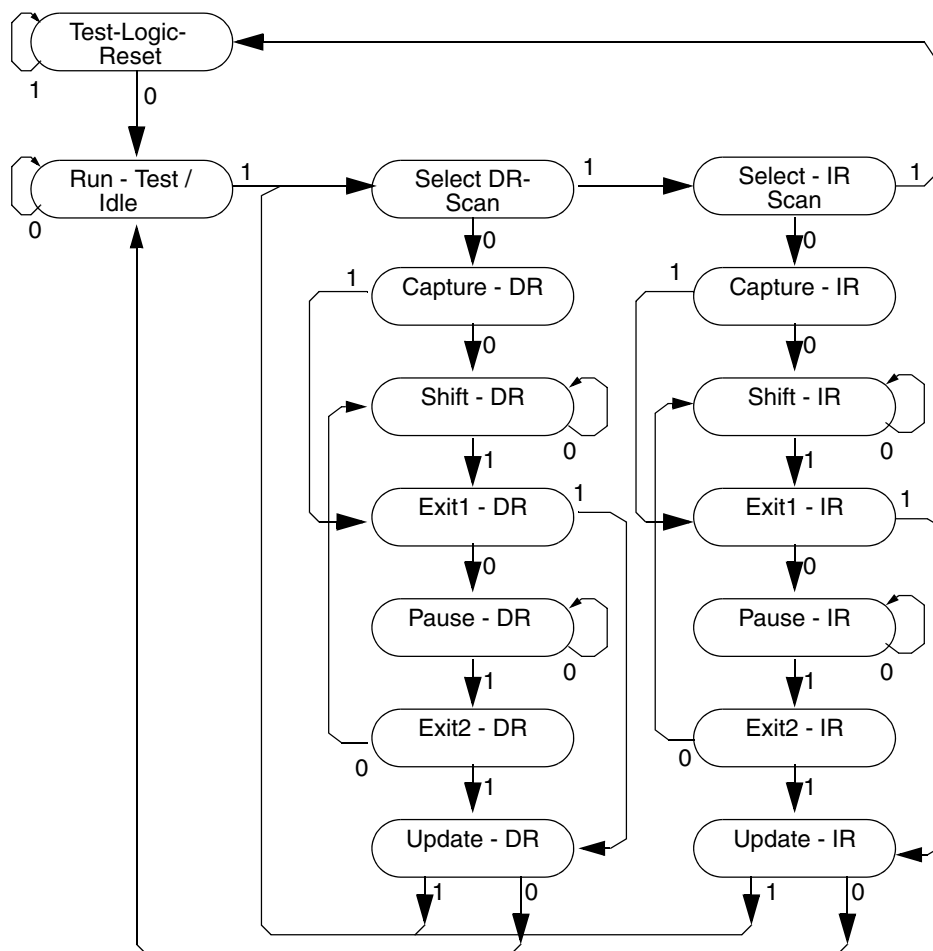 Test-Logic-
Reset
1
0
Run - Test /
Idle
1
0
Select DR-
Scan
1
0
Select - IR
Scan
1
0
1
Capture - DR
0
1
Capture - IR
0
Shift - DR
0
1
Shift - IR
0
1
Exit1 - DR
1
0
Exit1 - IR
1
0
Pause - DR
0
1
Pause - IR
0
1
Exit2 - DR
0
1
Exit2 - IR
0
1
Update - DR
1
0
Update - IR
1
0